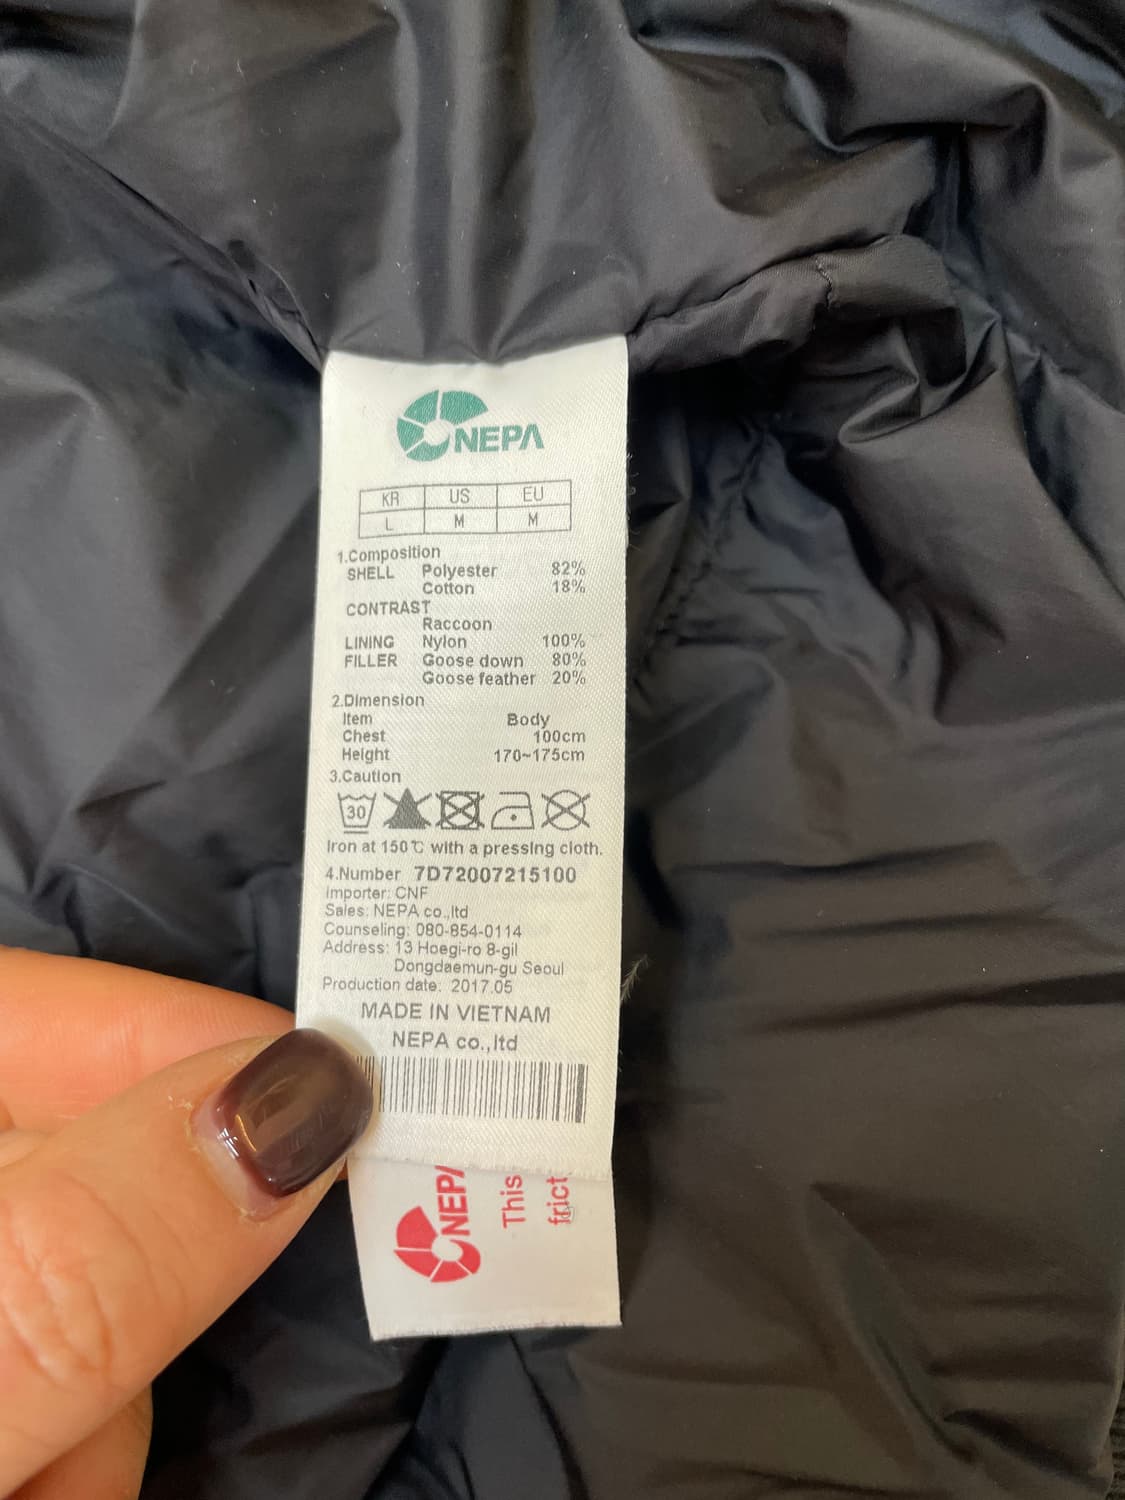 NEPA
KR US EU
L M M
1.Composition
SHELL Polyester 82%
Cotton 18%
CONTRAST
Raccoon
LINING Nylon 100%
FILLER Goose down 80%
Goose feather 20%
2.Dimension
Item Body
Chest 100cm
Height 170~175cm
3.Caution
30
Iron at 150℃ with a pressing cloth.
4.Number 7D72007215100
Importer: CNF
Sales: NEPA co.,ltd
Counseling: 080-854-0114
Address: 13 Hoegi-ro 8-gil
Dongdaemun-gu Seoul
Production date: 2017.05
MADE IN VIETNAM
NEPA co.,ltd
NEPA
This
frict